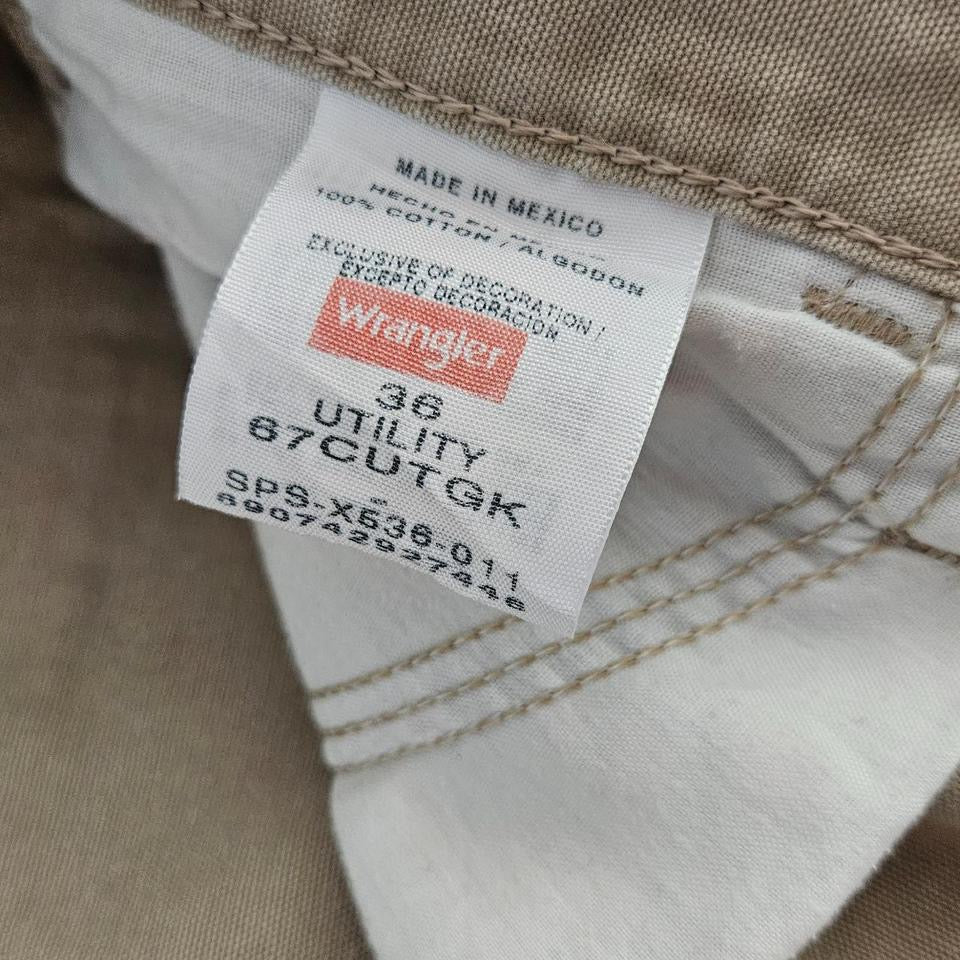 MADE IN MEXICO
HECHO EN
100% COTTON / ALGODON
EXCLUSIVE OF DECORATION /
EXCEPTO DECORACION
Wrangler
36
UTILITY
67CUTGK
SPS-X536-011